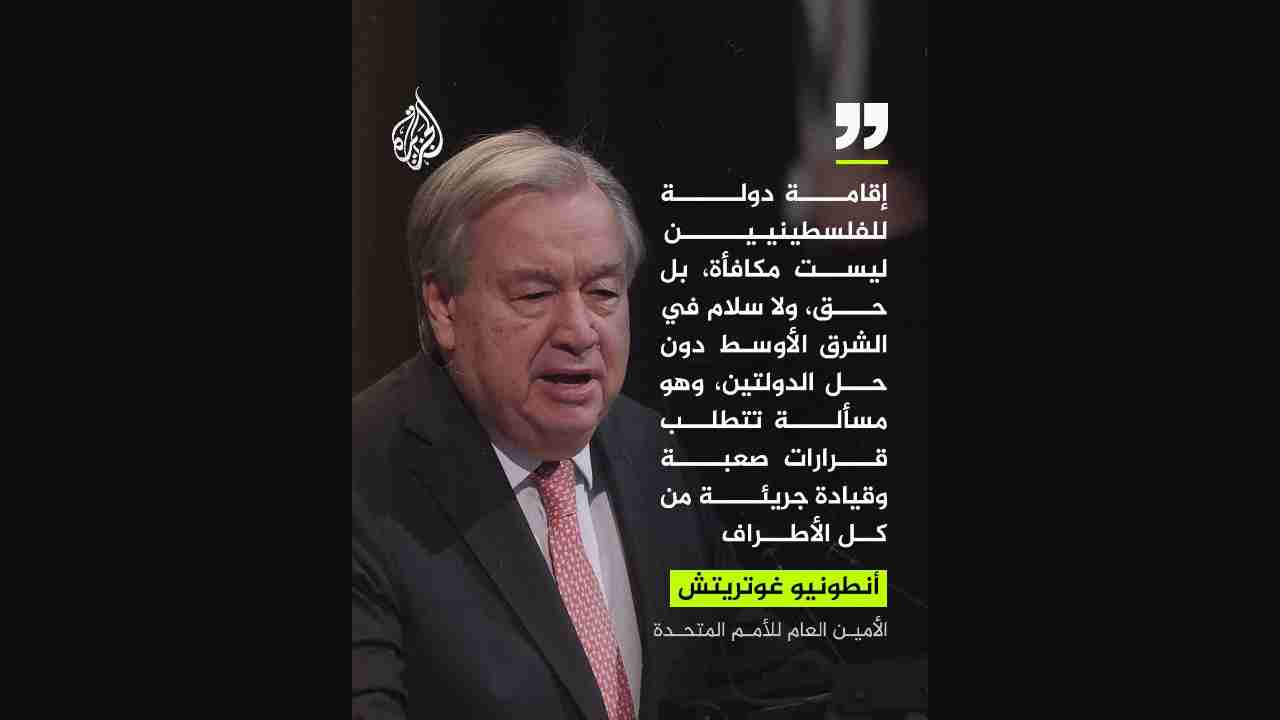 الجزيرة
إقامة دولة
للفلسطينيين
ليست مكافأة، بل
حق، ولا سلام في
الشرق الأوسط دون
حل الدولتين، وهو
مسألة تتطلب
قرارات صعبة
وقيادة جريئة من
كل الأطراف
أنطونيو غوتريتش
الأمين العام للأمم المتحدة